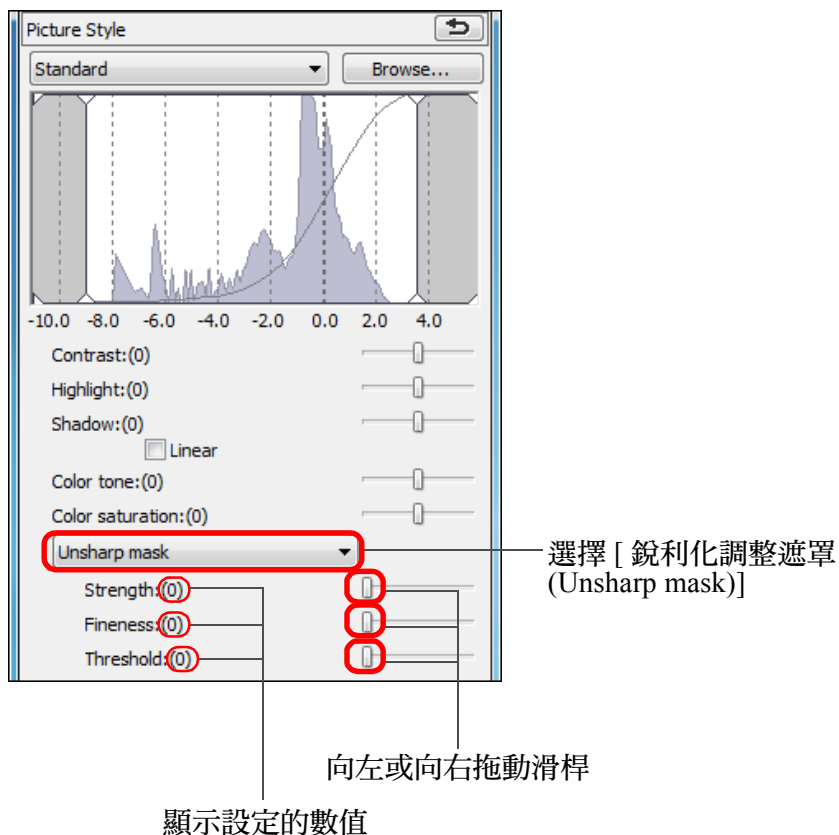 Picture Style
Standard
Browse...
-10.0 -8.0 -6.0 -4.0 -2.0 0.0 2.0 4.0
Contrast:(0)
Highlight:(0)
Shadow:(0)
Linear
Color tone:(0)
Color saturation:(0)
Unsharp mask
選擇 [ 銳利化調整遮罩
(Unsharp mask)]
Strength:(0)
Fineness:(0)
Threshold:(0)
向左或向右拖動滑桿
顯示設定的數值